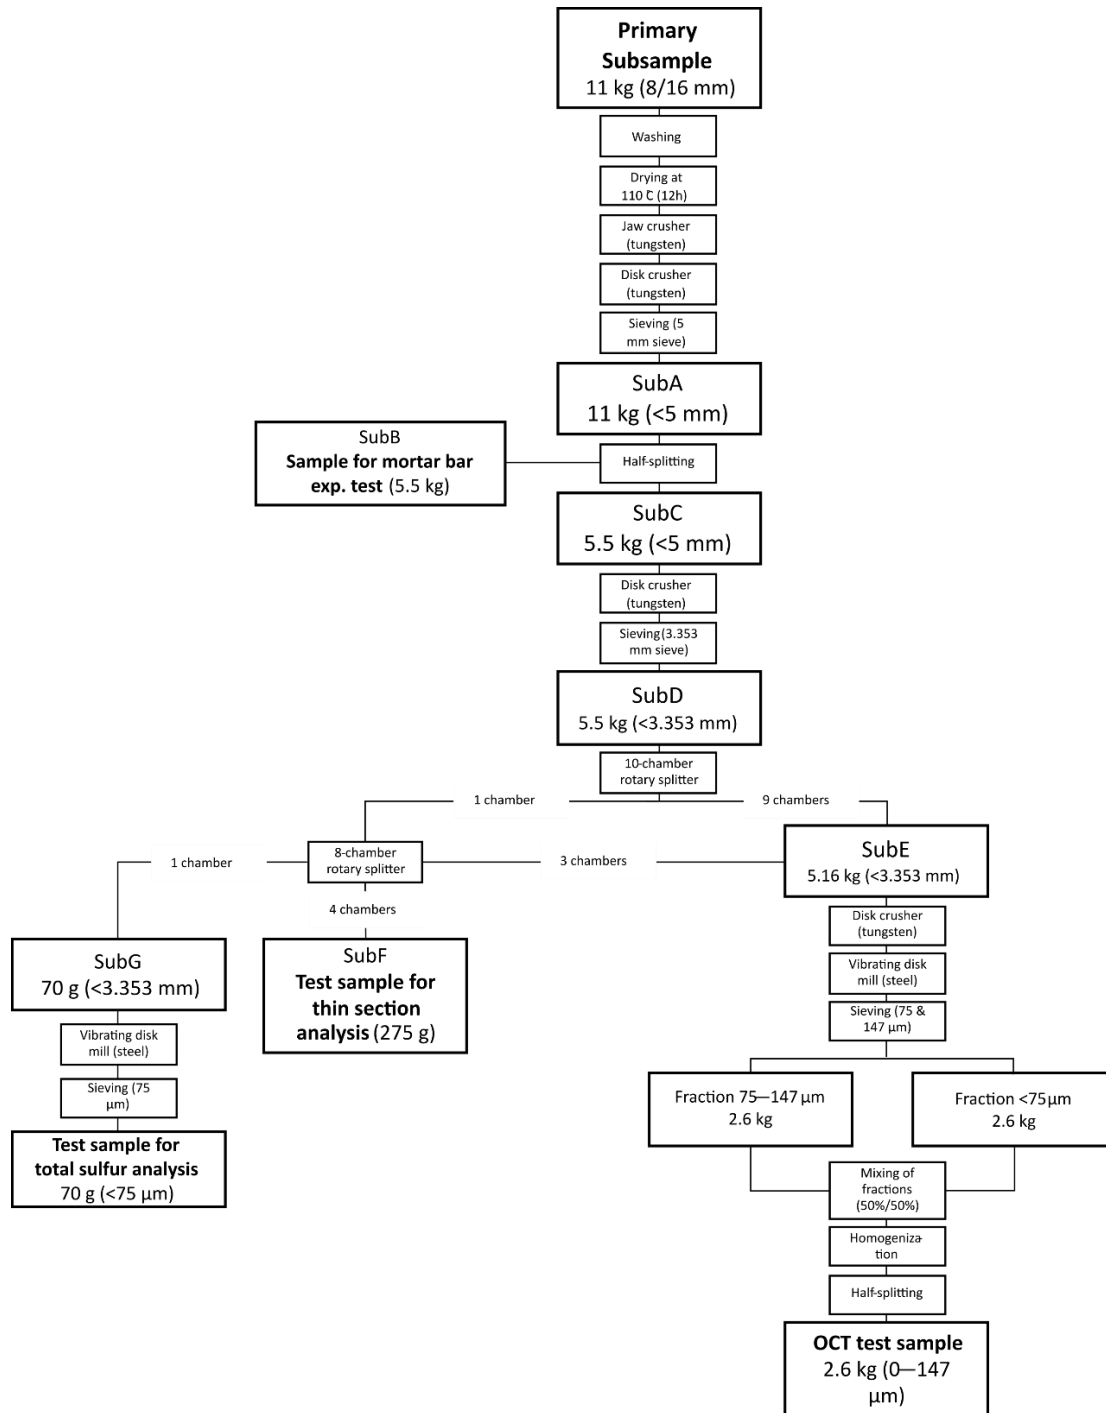 Primary
Subsample
11 kg (8/16 mm)
Washing
Drying at
110 C̊ (12h)
Jaw crusher
(tungsten)
Disk crusher
(tungsten)
Sieving (5
mm sieve)
SubA
11 kg (<5 mm)
SubB
Sample for mortar bar
exp. test (5.5 kg)
Half-splitting
SubC
5.5 kg (<5 mm)
Disk crusher
(tungsten)
Sieving (3.353
mm sieve)
SubD
5.5 kg (<3.353 mm)
10-chamber
rotary splitter
1 chamber
9 chambers
8-chamber
rotary splitter
1 chamber
3 chambers
4 chambers
SubE
5.16 kg (<3.353 mm)
SubG
70 g (<3.353 mm)
SubF
Test sample for
thin section
analysis (275 g)
Disk crusher
(tungsten)
Vibrating disk
mill (steel)
Sieving (75 &
147 µm)
Vibrating disk
mill (steel)
Sieving (75
µm)
Test sample for
total sulfur analysis
70 g (<75 µm)
Fraction 75—147 µm
2.6 kg
Fraction <75 µm
2.6 kg
Mixing of
fractions
(50%/50%)
Homogeniza-
tion
Half-splitting
OCT test sample
2.6 kg (0—147
µm)